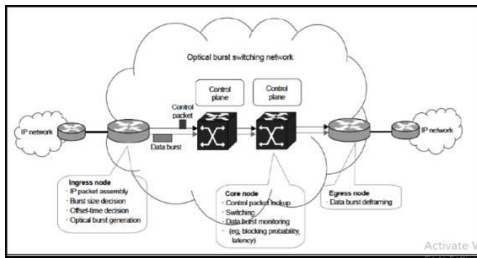 Optical burst switching network
Control
plane
Control
plane
Control
packet
IP network
Data burst
IP network
Ingress node
· IP packet assembly
· Burst size decision
· Offset-time decision
· Optical burst generation
Core node
· Control packet lookup
· Switching
· Data burst monitoring
(eg, blocking probability,
latency)
Egress node
· Data burst deframing
Activate W